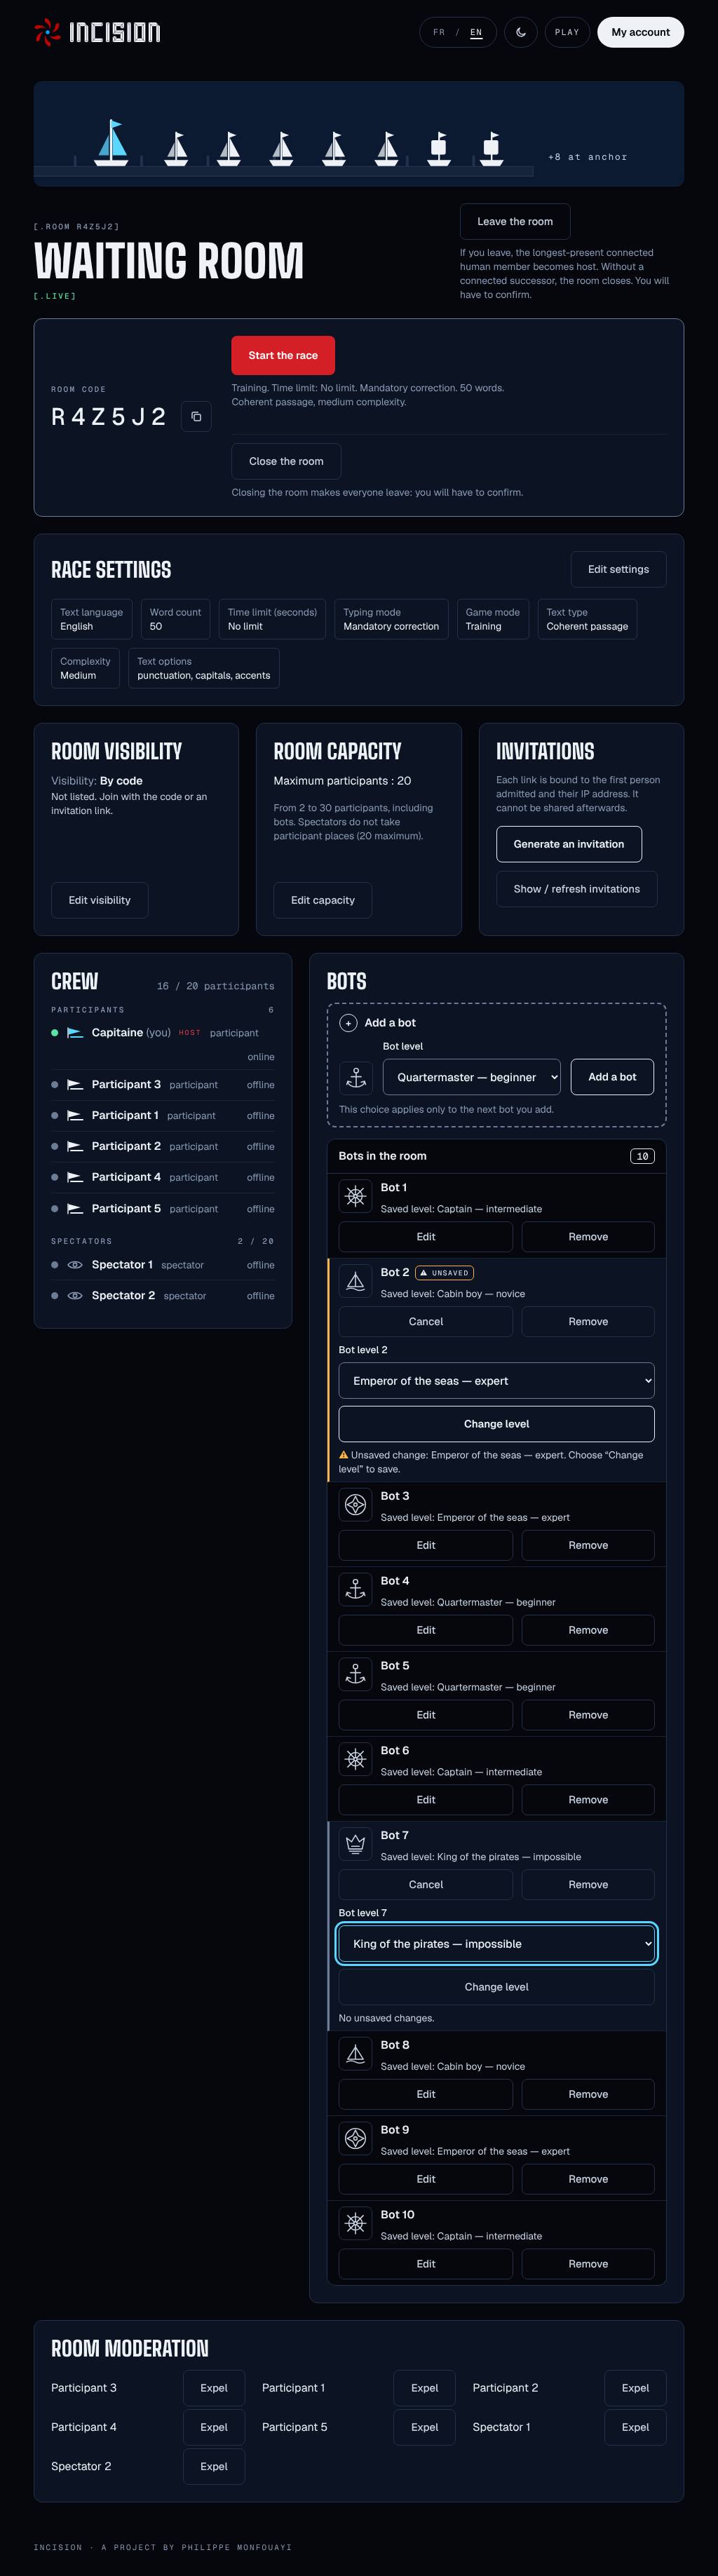 INCISION
FR / EN
PLAY
My account
+8 at anchor
[.ROOM R4Z5J2]
WAITING ROOM
[.LIVE]
Leave the room
If you leave, the longest-present connected
human member becomes host. Without a
connected successor, the room closes. You will
have to confirm.
ROOM CODE
R4Z5J2
Start the race
Training. Time limit: No limit. Mandatory correction. 50 words.
Coherent passage, medium complexity.
Close the room
Closing the room makes everyone leave: you will have to confirm.
RACE SETTINGS
Edit settings
Text language
English
Word count
50
Time limit (seconds)
No limit
Typing mode
Mandatory correction
Game mode
Training
Text type
Coherent passage
Complexity
Medium
Text options
punctuation, capitals, accents
ROOM VISIBILITY
Visibility: By code
Not listed. Join with the code or an
invitation link.
Edit visibility
ROOM CAPACITY
Maximum participants : 20
From 2 to 30 participants, including
bots. Spectators do not take
participant places (20 maximum).
Edit capacity
INVITATIONS
Each link is bound to the first person
admitted and their IP address. It
cannot be shared afterwards.
Generate an invitation
Show / refresh invitations
CREW
16 / 20 participants
PARTICIPANTS 6
Capitaine (you) HOST participant
online
Participant 3 participant offline
Participant 1 participant offline
Participant 2 participant offline
Participant 4 participant offline
Participant 5 participant offline
SPECTATORS 2 / 20
Spectator 1 spectator offline
Spectator 2 spectator offline
BOTS
+ Add a bot
Bot level
Quartermaster — beginner
Add a bot
This choice applies only to the next bot you add.
Bots in the room 10
Bot 1
Saved level: Captain — intermediate
Edit Remove
Bot 2 UNSAVED
Saved level: Cabin boy — novice
Cancel Remove
Bot level 2
Emperor of the seas — expert
Change level
Unsaved change: Emperor of the seas — expert. Choose “Change
level” to save.
Bot 3
Saved level: Emperor of the seas — expert
Edit Remove
Bot 4
Saved level: Quartermaster — beginner
Edit Remove
Bot 5
Saved level: Quartermaster — beginner
Edit Remove
Bot 6
Saved level: Captain — intermediate
Edit Remove
Bot 7
Saved level: King of the pirates — impossible
Cancel Remove
Bot level 7
King of the pirates — impossible
Change level
No unsaved changes.
Bot 8
Saved level: Cabin boy — novice
Edit Remove
Bot 9
Saved level: Emperor of the seas — expert
Edit Remove
Bot 10
Saved level: Captain — intermediate
Edit Remove
ROOM MODERATION
Participant 3 Expel Participant 1 Expel Participant 2 Expel
Participant 4 Expel Participant 5 Expel Spectator 1 Expel
Spectator 2 Expel
INCISION · A PROJECT BY PHILIPPE MONFOUAYI